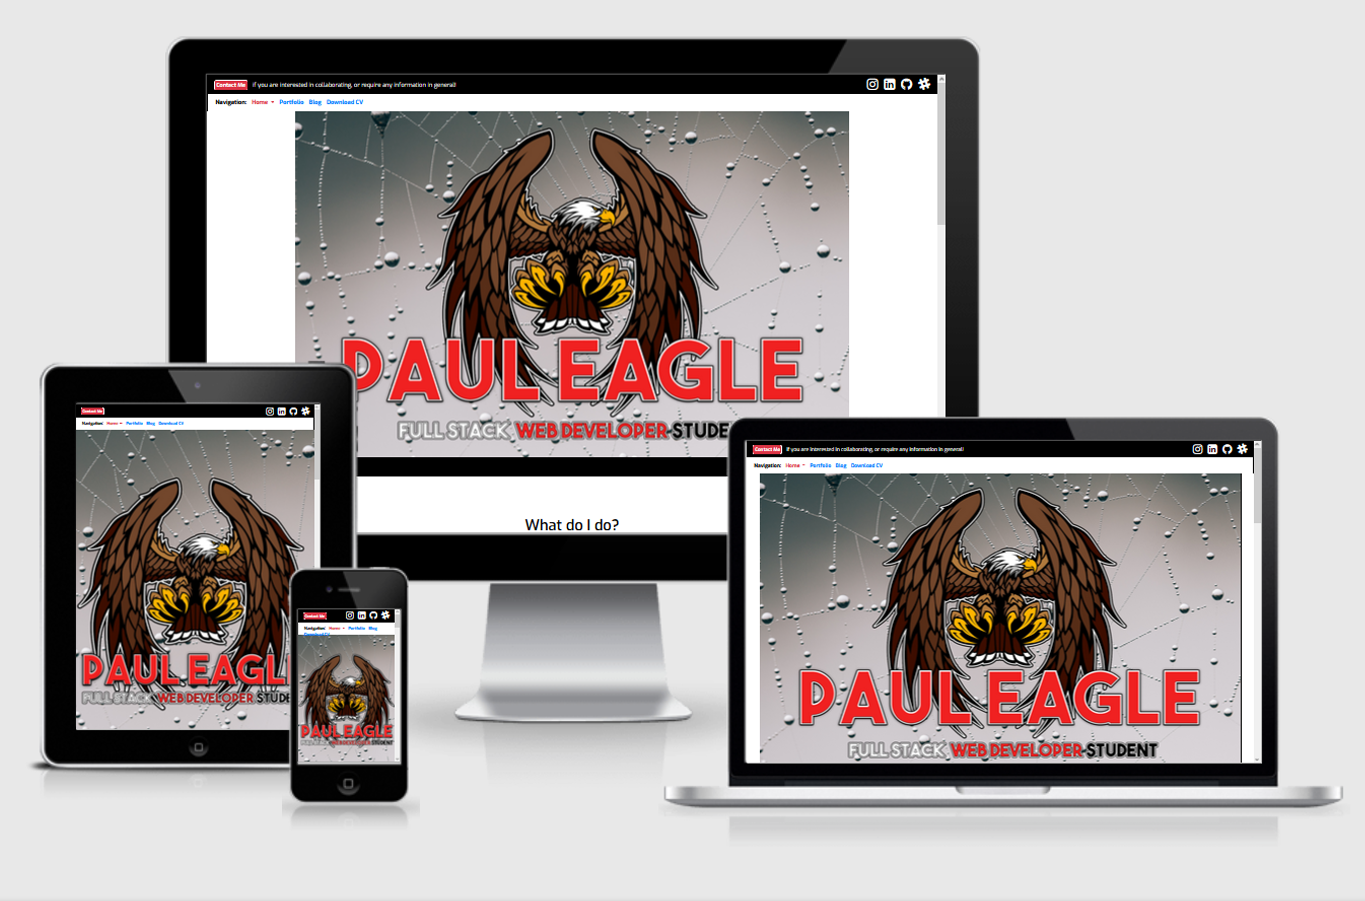 Contact Me If you are interested in collaborating, or require any information in general!
Navigation: Home Portfolio Blog Download CV
PAUL EAGLE
FULL STACK WEB DEVELOPER-STUDE
What do I do?
Contact Me
Navigation: Home Portfolio Blog Download CV
PAUL EAGL
FULL STACK WEB DEVELOPER STUDE
Contact Me
Navigation: Home Portfolio Blog
Download CV
PAUL EAGLE
FULL STACK WEB DEVELOPER STUDENT
Contact Me If you are interested in collaborating, or require any information in general!
Navigation: Home Portfolio Blog Download CV
PAUL EAGLE
FULL STACK WEB DEVELOPER-STUDENT